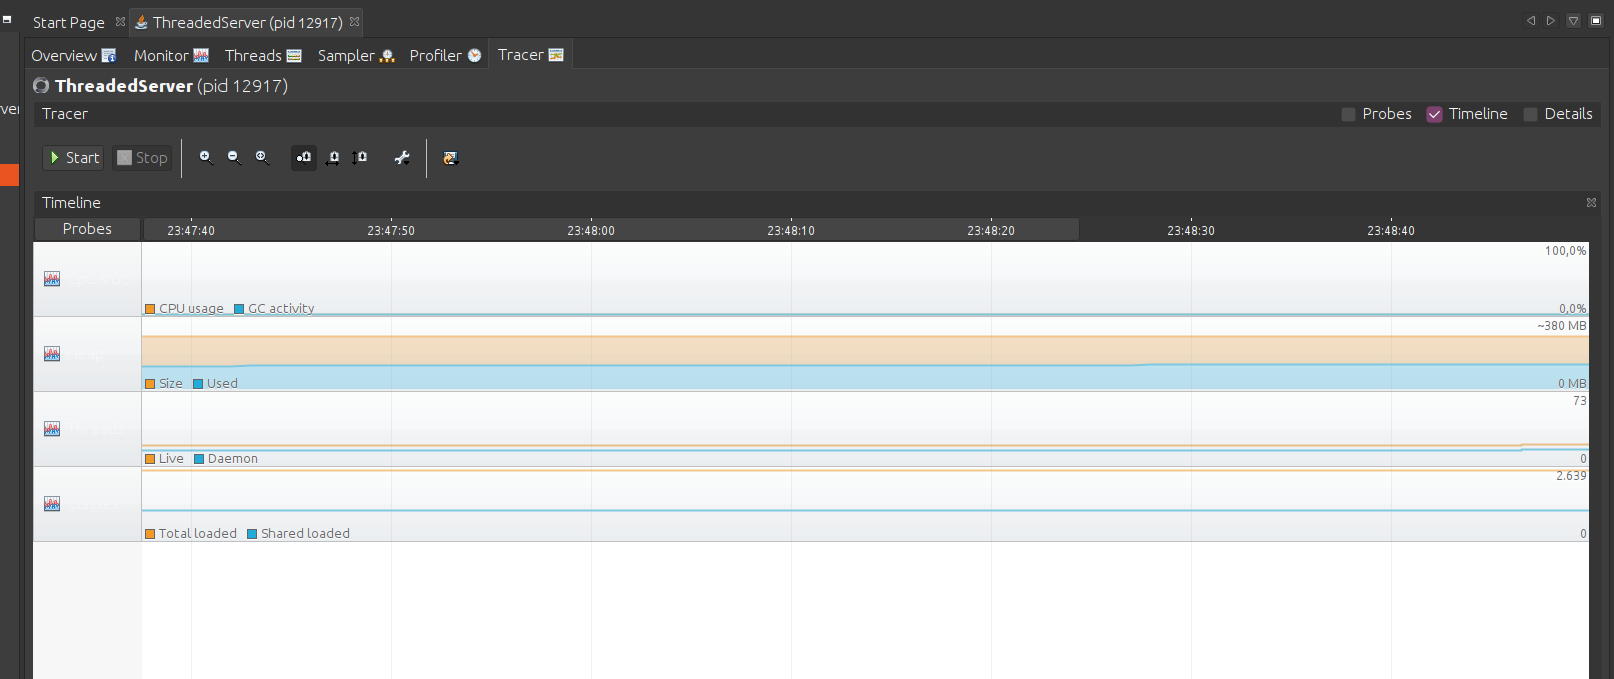 Start Page ThreadedServer (pid 12917)
Overview Monitor Threads Sampler Profiler Tracer
ThreadedServer (pid 12917)
Tracer Probes Timeline Details
Start Stop
Timeline
Probes 23:47:40 23:47:50 23:48:00 23:48:10 23:48:20 23:48:30 23:48:40
100,0%
CPU usage GC activity 0,0%
~380 MB
Size Used 0 MB
73
Live Daemon 0
2.639
Total loaded Shared loaded 0